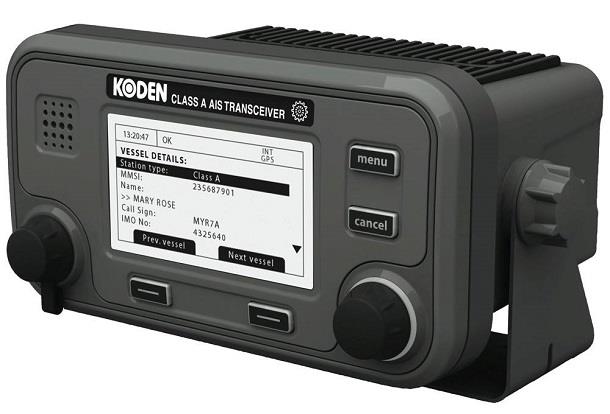 KODEN CLASS A AIS TRANSCEIVER
13:20:47 OK INT GPS
VESSEL DETAILS:
Station type: Class A
MMSI: 235687901
Name:
>> MARY ROSE
Call Sign: MYR7A
IMO No: 4325640
Prev. vessel Next vessel
menu
cancel